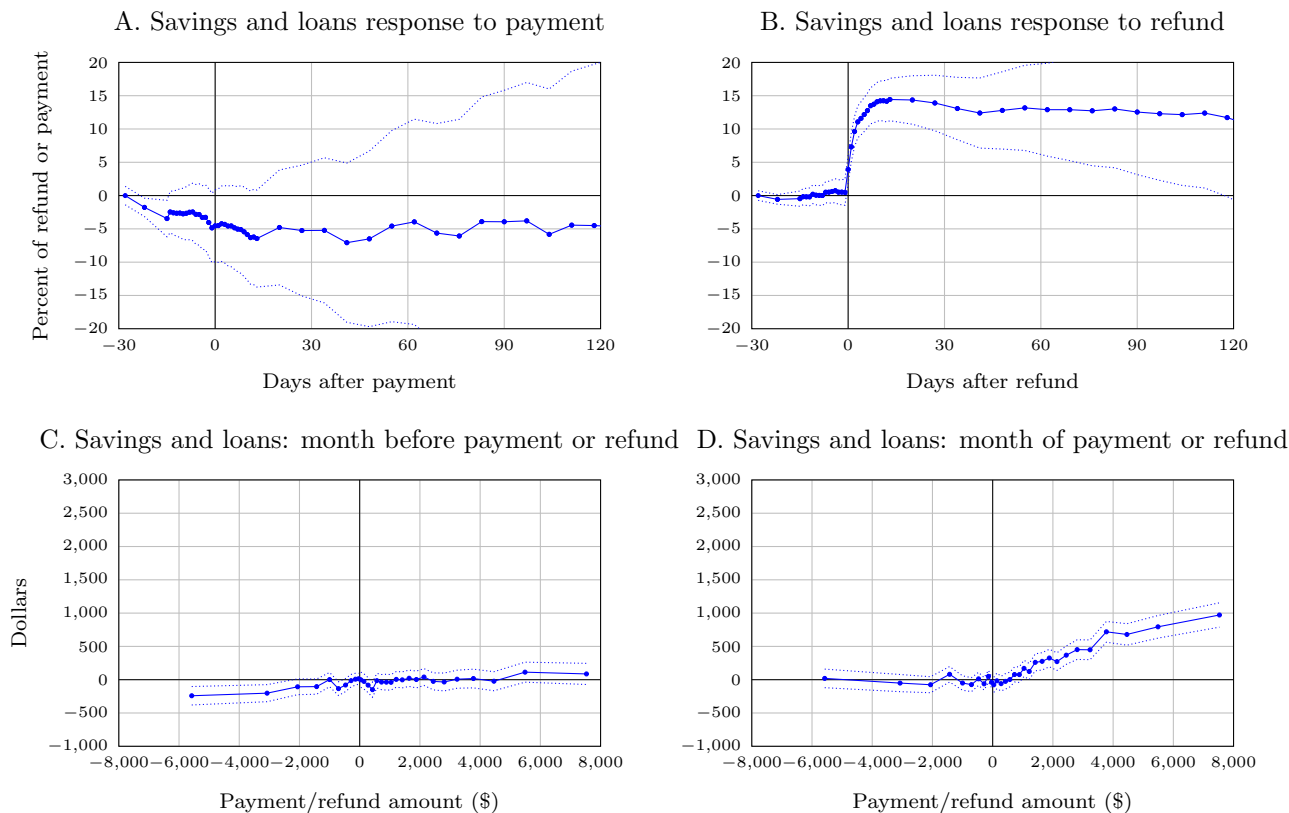 A. Savings and loans response to payment
B. Savings and loans response to refund
Percent of refund or payment
20
15
10
5
0
−5
−10
−15
−20
−30 0 30 60 90 120
Days after payment
20
15
10
5
0
−5
−10
−15
−20
−30 0 30 60 90 120
Days after refund
C. Savings and loans: month before payment or refund
D. Savings and loans: month of payment or refund
Dollars
3,000
2,500
2,000
1,500
1,000
500
0
−500
−1,000
−8,000 −6,000 −4,000 −2,000 0 2,000 4,000 6,000 8,000
Payment/refund amount ($)
3,000
2,500
2,000
1,500
1,000
500
0
−500
−1,000
−8,000 −6,000 −4,000 −2,000 0 2,000 4,000 6,000 8,000
Payment/refund amount ($)